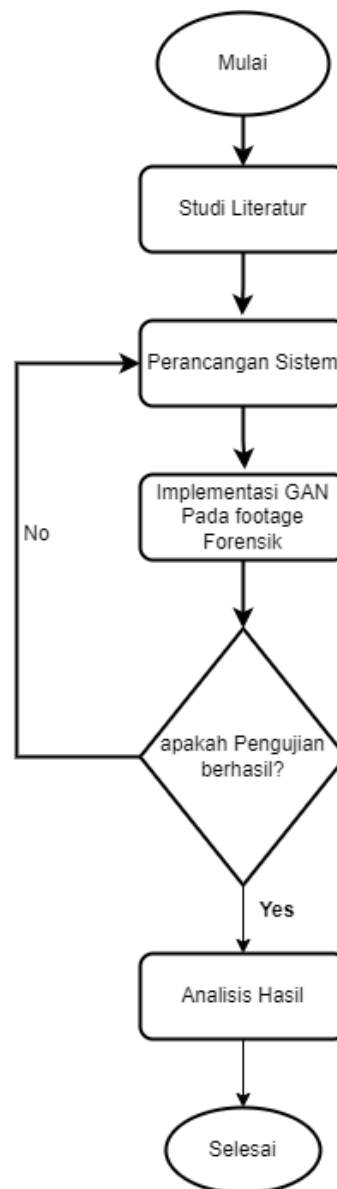 Mulai
Studi Literatur
Perancangan Sistem
Implementasi GAN
Pada footage
Forensik
No
apakah Pengujian
berhasil?
Yes
Analisis Hasil
Selesai